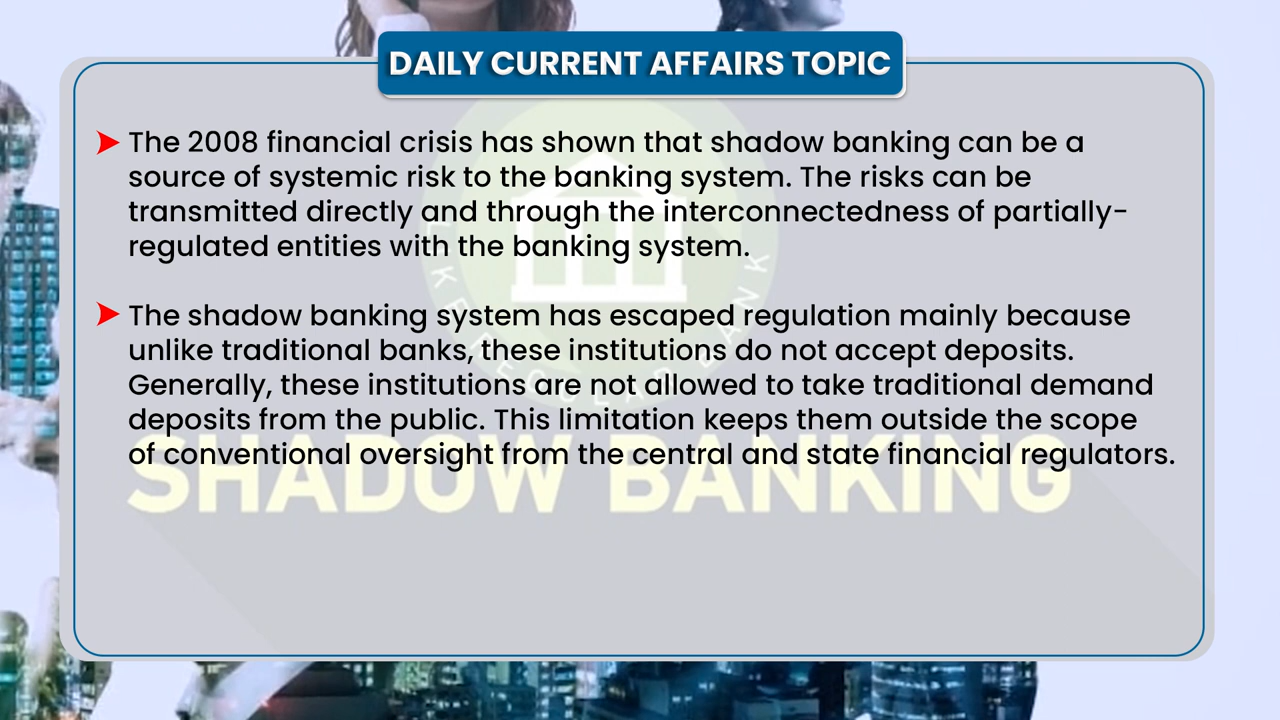 DAILY CURRENT AFFAIRS TOPIC
The 2008 financial crisis has shown that shadow banking can be a
source of systemic risk to the banking system. The risks can be
transmitted directly and through the interconnectedness of partially-
regulated entities with the banking system.
The shadow banking system has escaped regulation mainly because
unlike traditional banks, these institutions do not accept deposits.
Generally, these institutions are not allowed to take traditional demand
deposits from the public. This limitation keeps them outside the scope
of conventional oversight from the central and state financial regulators.
SHADOW BANKING